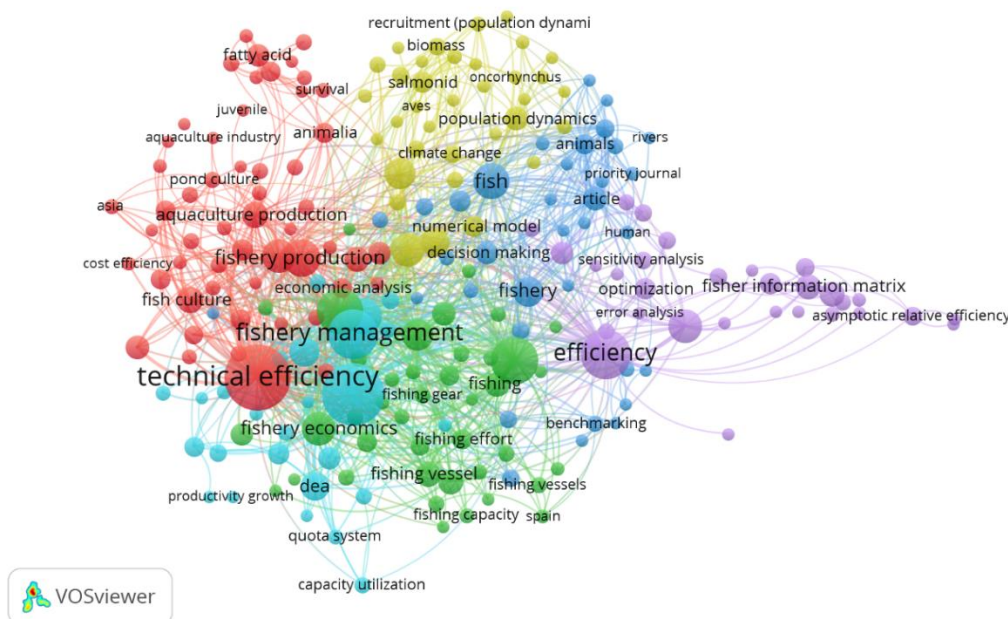 recruitment (population dynami
biomass
fatty acid
salmonid
oncorhynchus
survival
aves
juvenile
population dynamics
aquaculture industry
animalia
animals
rivers
climate change
pond culture
fish
priority journal
article
asia
aquaculture production
numerical model
human
fishery production
decision making
sensitivity analysis
cost efficiency
economic analysis
fishery
optimization
fisher information matrix
fish culture
error analysis
asymptotic relative efficiency
fishery management
efficiency
technical efficiency
fishing
fishing gear
fishery economics
benchmarking
fishing effort
fishing vessel
dea
fishing vessels
productivity growth
fishing capacity
spain
quota system
capacity utilization
VOSviewer